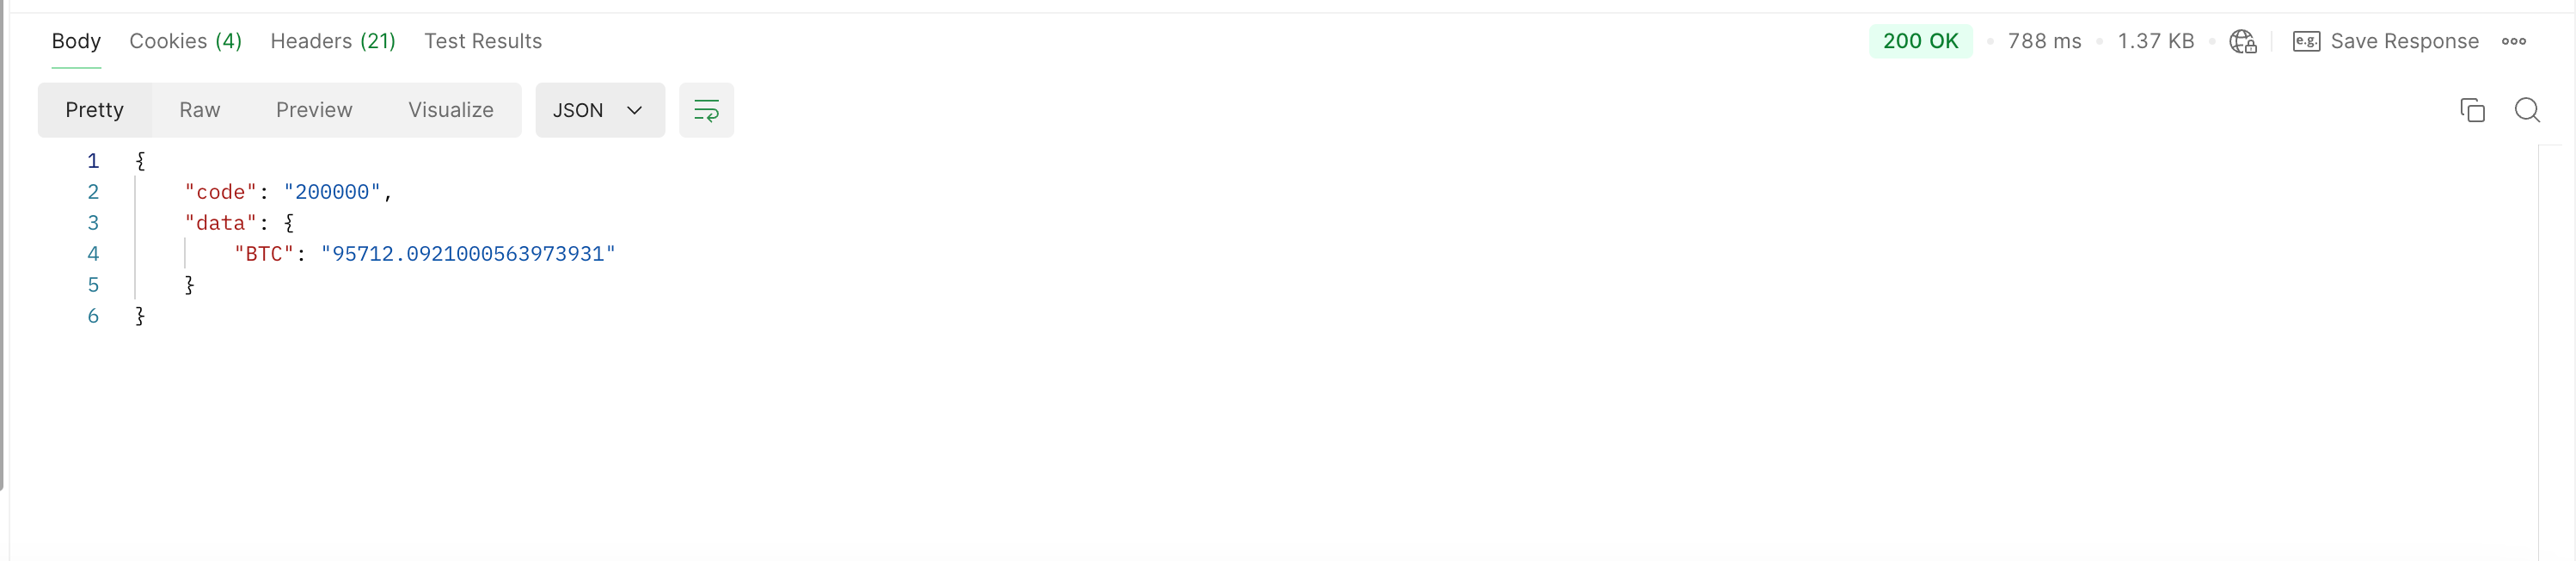 Body Cookies (4) Headers (21) Test Results 200 OK 788 ms 1.37 KB e.g. Save Response
Pretty Raw Preview Visualize JSON
1 {
2 "code": "200000",
3 "data": {
4 "BTC": "95712.0921000563973931"
5 }
6 }